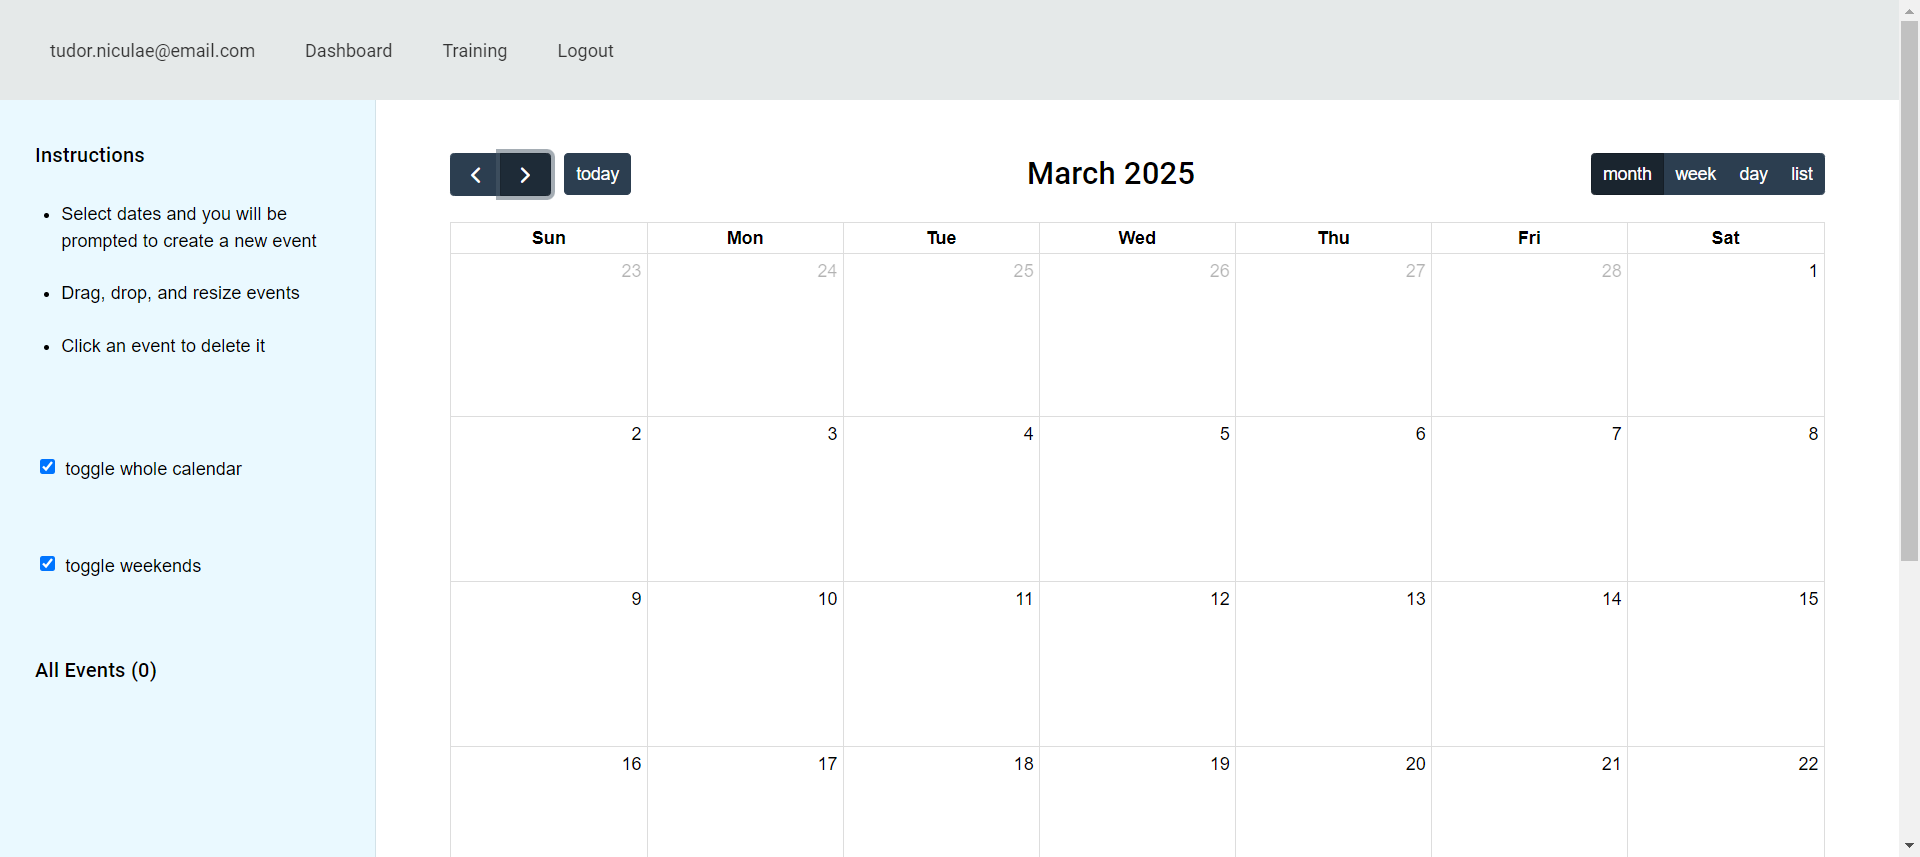 tudor.niculae@email.com Dashboard Training Logout
Instructions
Select dates and you will be
prompted to create a new event
Drag, drop, and resize events
Click an event to delete it
toggle whole calendar
toggle weekends
All Events (0)
today
March 2025
month week day list
Sun Mon Tue Wed Thu Fri Sat
23 24 25 26 27 28 1
2 3 4 5 6 7 8
9 10 11 12 13 14 15
16 17 18 19 20 21 22